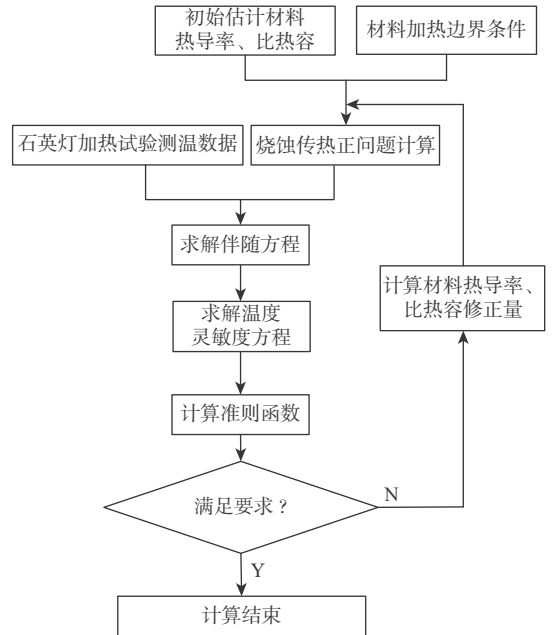 初始估计材料
热导率、比热容
材料加热边界条件
石英灯加热试验测温数据
烧蚀传热正问题计算
求解伴随方程
计算材料热导率、
比热容修正量
求解温度
灵敏度方程
计算准则函数
满足要求？
N
Y
计算结束